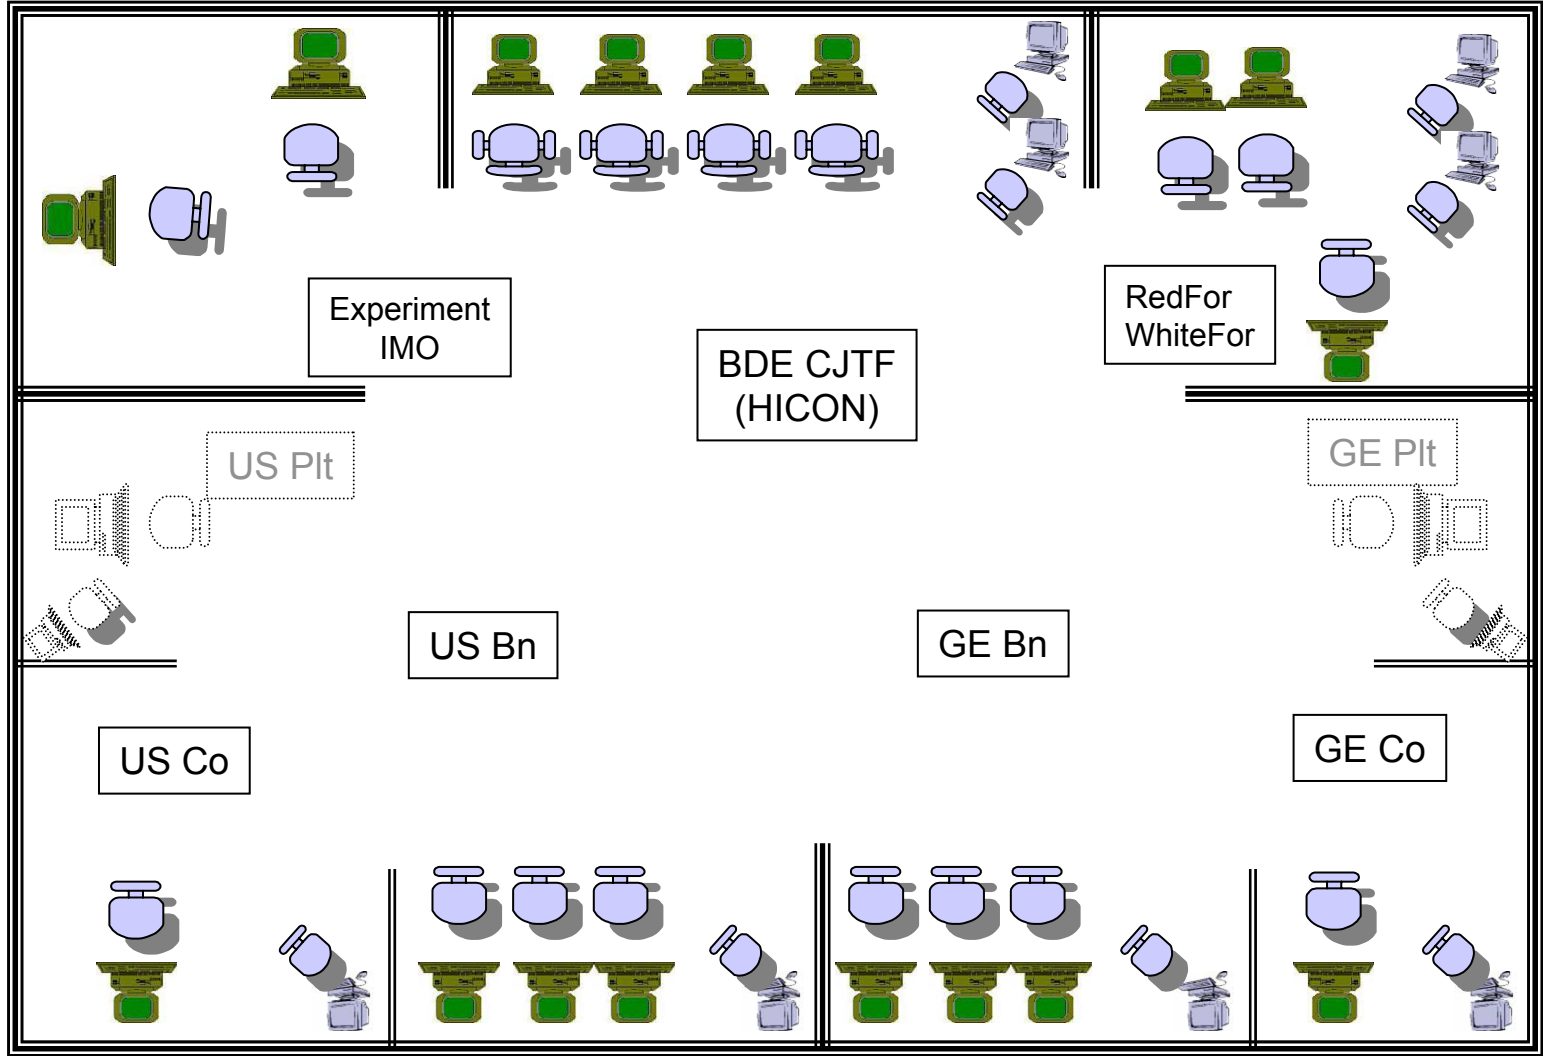 Experiment
IMO
BDE CJTF
(HICON)
RedFor
WhiteFor
US Plt
GE Plt
US Bn
GE Bn
US Co
GE Co